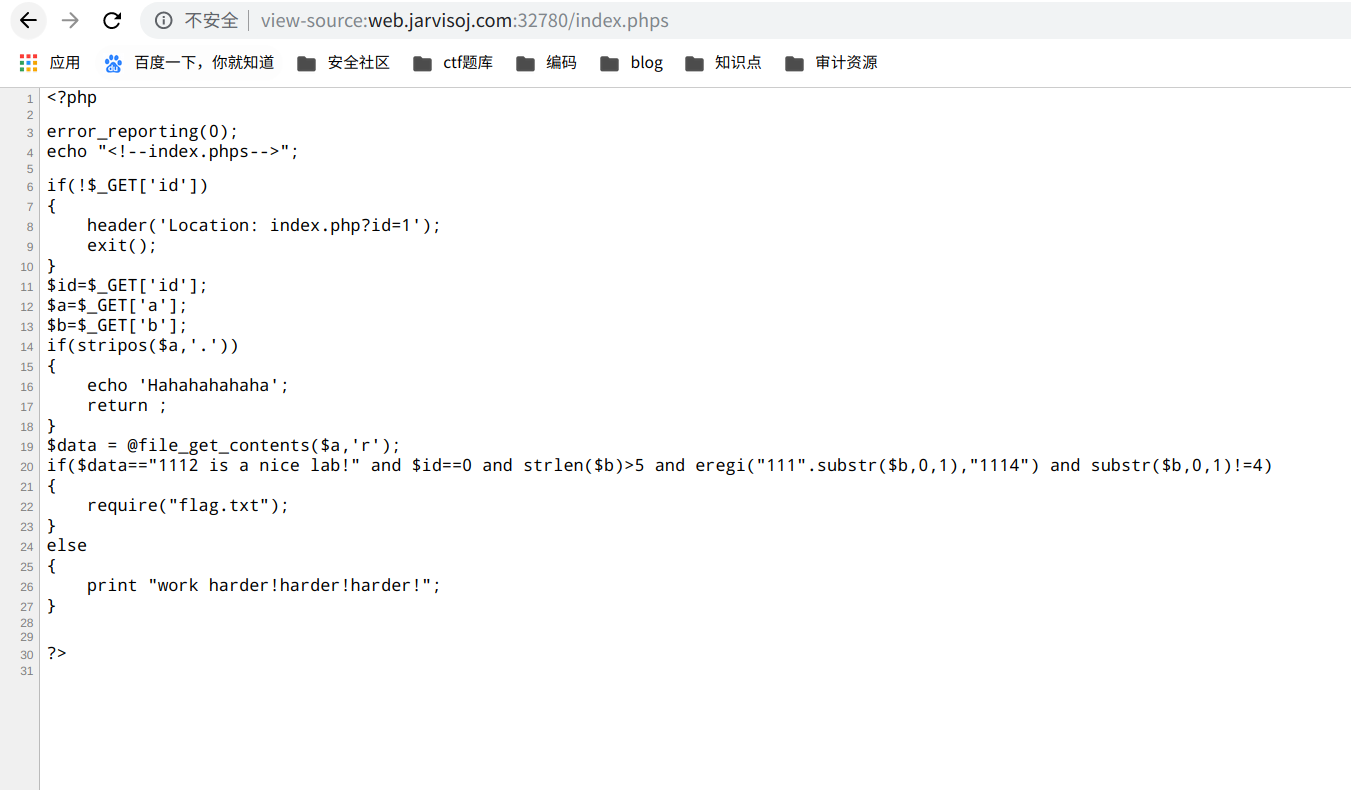 不安全 view-source:web.jarvisoj.com:32780/index.phps
应用 百度一下，你就知道 安全社区 ctf题库 编码 blog 知识点 审计资源
1 <?php
2
3 error_reporting(0);
4 echo "<!--index.phps-->";
5
6 if(!$_GET['id'])
7 {
8     header('Location: index.php?id=1');
9     exit();
10 }
11 $id=$_GET['id'];
12 $a=$_GET['a'];
13 $b=$_GET['b'];
14 if(stripos($a,'.'))
15 {
16     echo 'Hahahahahaha';
17     return ;
18 }
19 $data = @file_get_contents($a,'r');
20 if($data=="1112 is a nice lab!" and $id==0 and strlen($b)>5 and eregi("111".substr($b,0,1),"1114") and substr($b,0,1)!=4)
21 {
22     require("flag.txt");
23 }
24 else
25 {
26     print "work harder!harder!harder!";
27 }
28
29
30 ?>
31